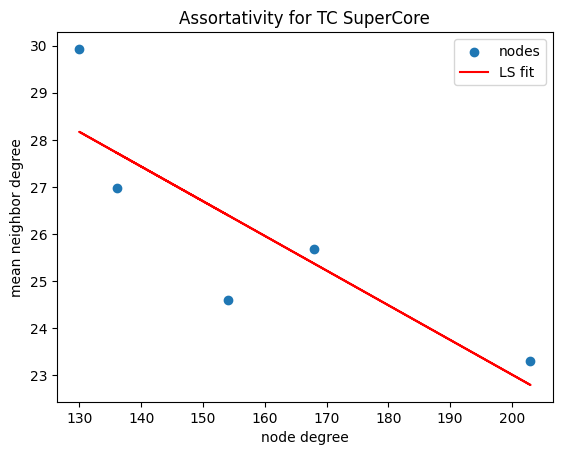 Assortativity for TC SuperCore
nodes
LS fit
mean neighbor degree
30
29
28
27
26
25
24
23
130 140 150 160 170 180 190 200
node degree